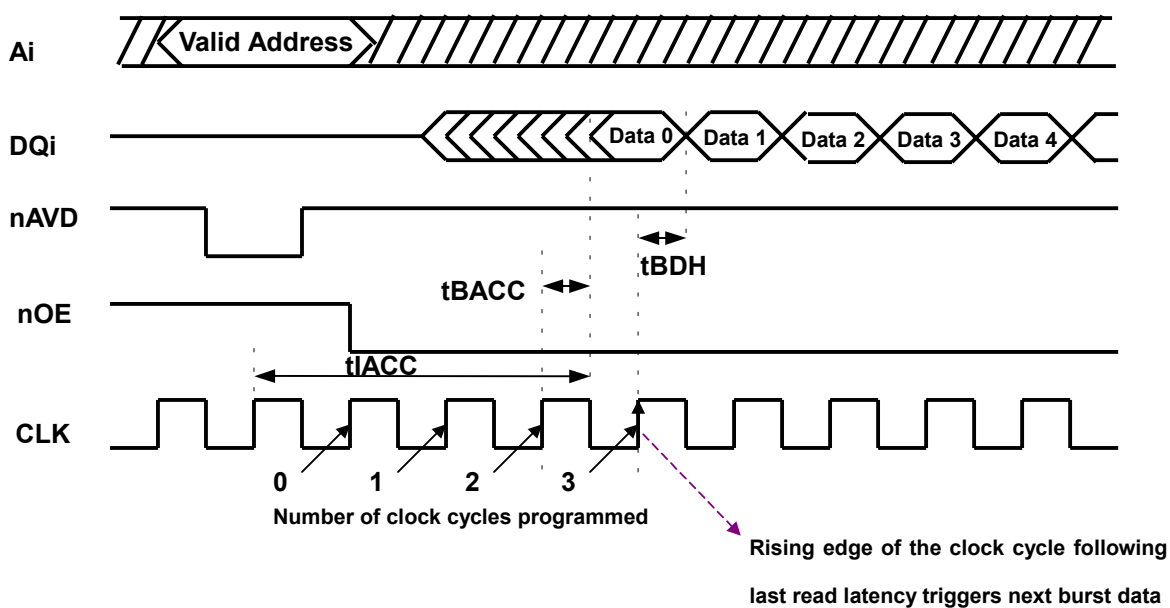 Ai
Valid Address
DQi
Data 0 Data 1 Data 2 Data 3 Data 4
nAVD
tBDH
tBACC
nOE
tIACC
CLK
0 1 2 3
Number of clock cycles programmed
Rising edge of the clock cycle following
last read latency triggers next burst data